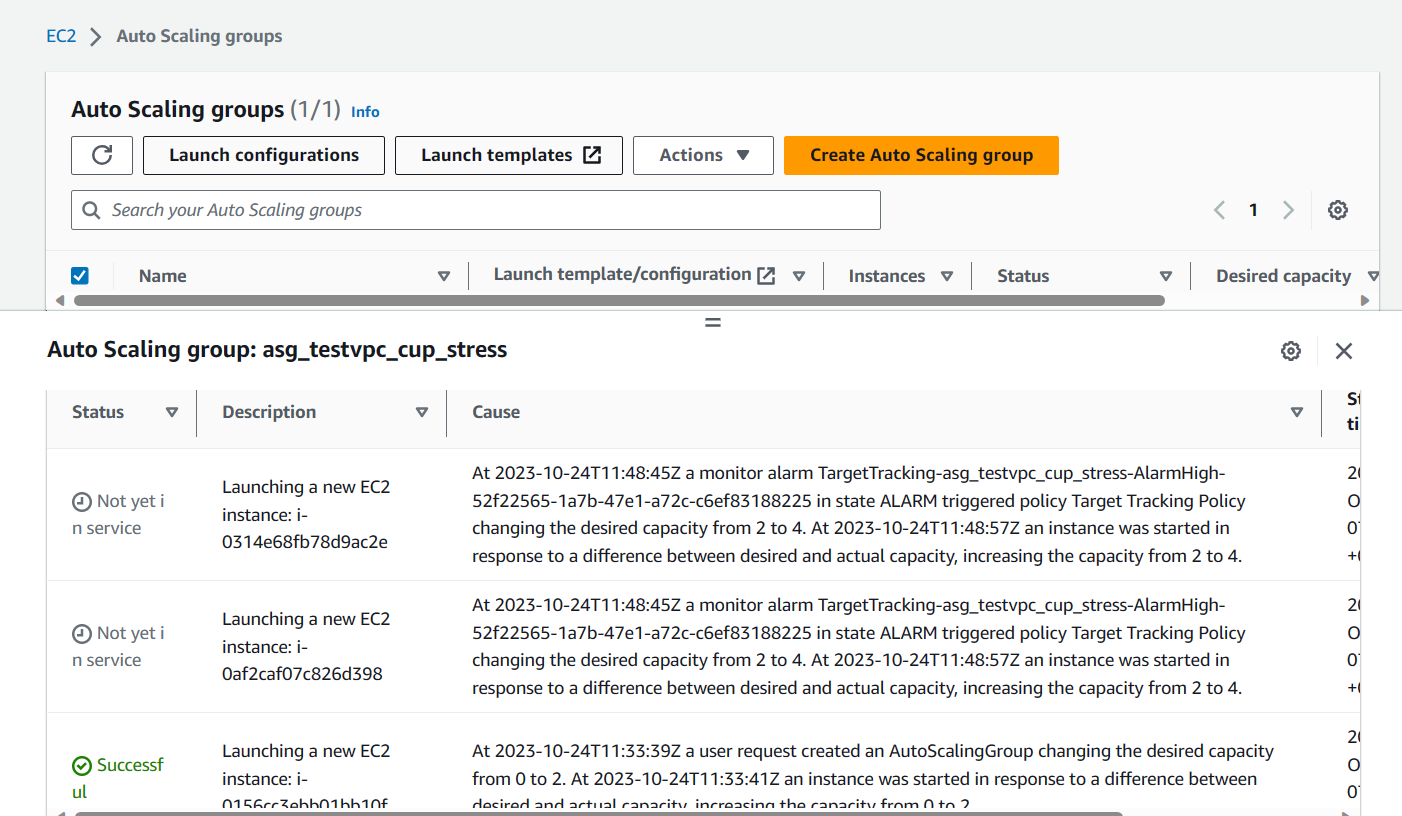 EC2 > Auto Scaling groups
Auto Scaling groups (1/1) Info
Launch configurations
Launch templates
Actions
Create Auto Scaling group
Search your Auto Scaling groups
1
Name
Launch template/configuration
Instances
Status
Desired capacity
Auto Scaling group: asg_testvpc_cup_stress
Status
Description
Cause
St
ti
Not yet i
n service
Launching a new EC2
instance: i-
0314e68fb78d9ac2e
At 2023-10-24T11:48:45Z a monitor alarm TargetTracking-asg_testvpc_cup_stress-AlarmHigh-
52f22565-1a7b-47e1-a72c-c6ef83188225 in state ALARM triggered policy Target Tracking Policy
changing the desired capacity from 2 to 4. At 2023-10-24T11:48:57Z an instance was started in
response to a difference between desired and actual capacity, increasing the capacity from 2 to 4.
Not yet i
n service
Launching a new EC2
instance: i-
0af2caf07c826d398
At 2023-10-24T11:48:45Z a monitor alarm TargetTracking-asg_testvpc_cup_stress-AlarmHigh-
52f22565-1a7b-47e1-a72c-c6ef83188225 in state ALARM triggered policy Target Tracking Policy
changing the desired capacity from 2 to 4. At 2023-10-24T11:48:57Z an instance was started in
response to a difference between desired and actual capacity, increasing the capacity from 2 to 4.
Successf
ul
Launching a new EC2
instance: i-
0156cc3ebb01bb10f
At 2023-10-24T11:33:39Z a user request created an AutoScalingGroup changing the desired capacity
from 0 to 2. At 2023-10-24T11:33:41Z an instance was started in response to a difference between
desired and actual capacity, increasing the capacity from 0 to 2.